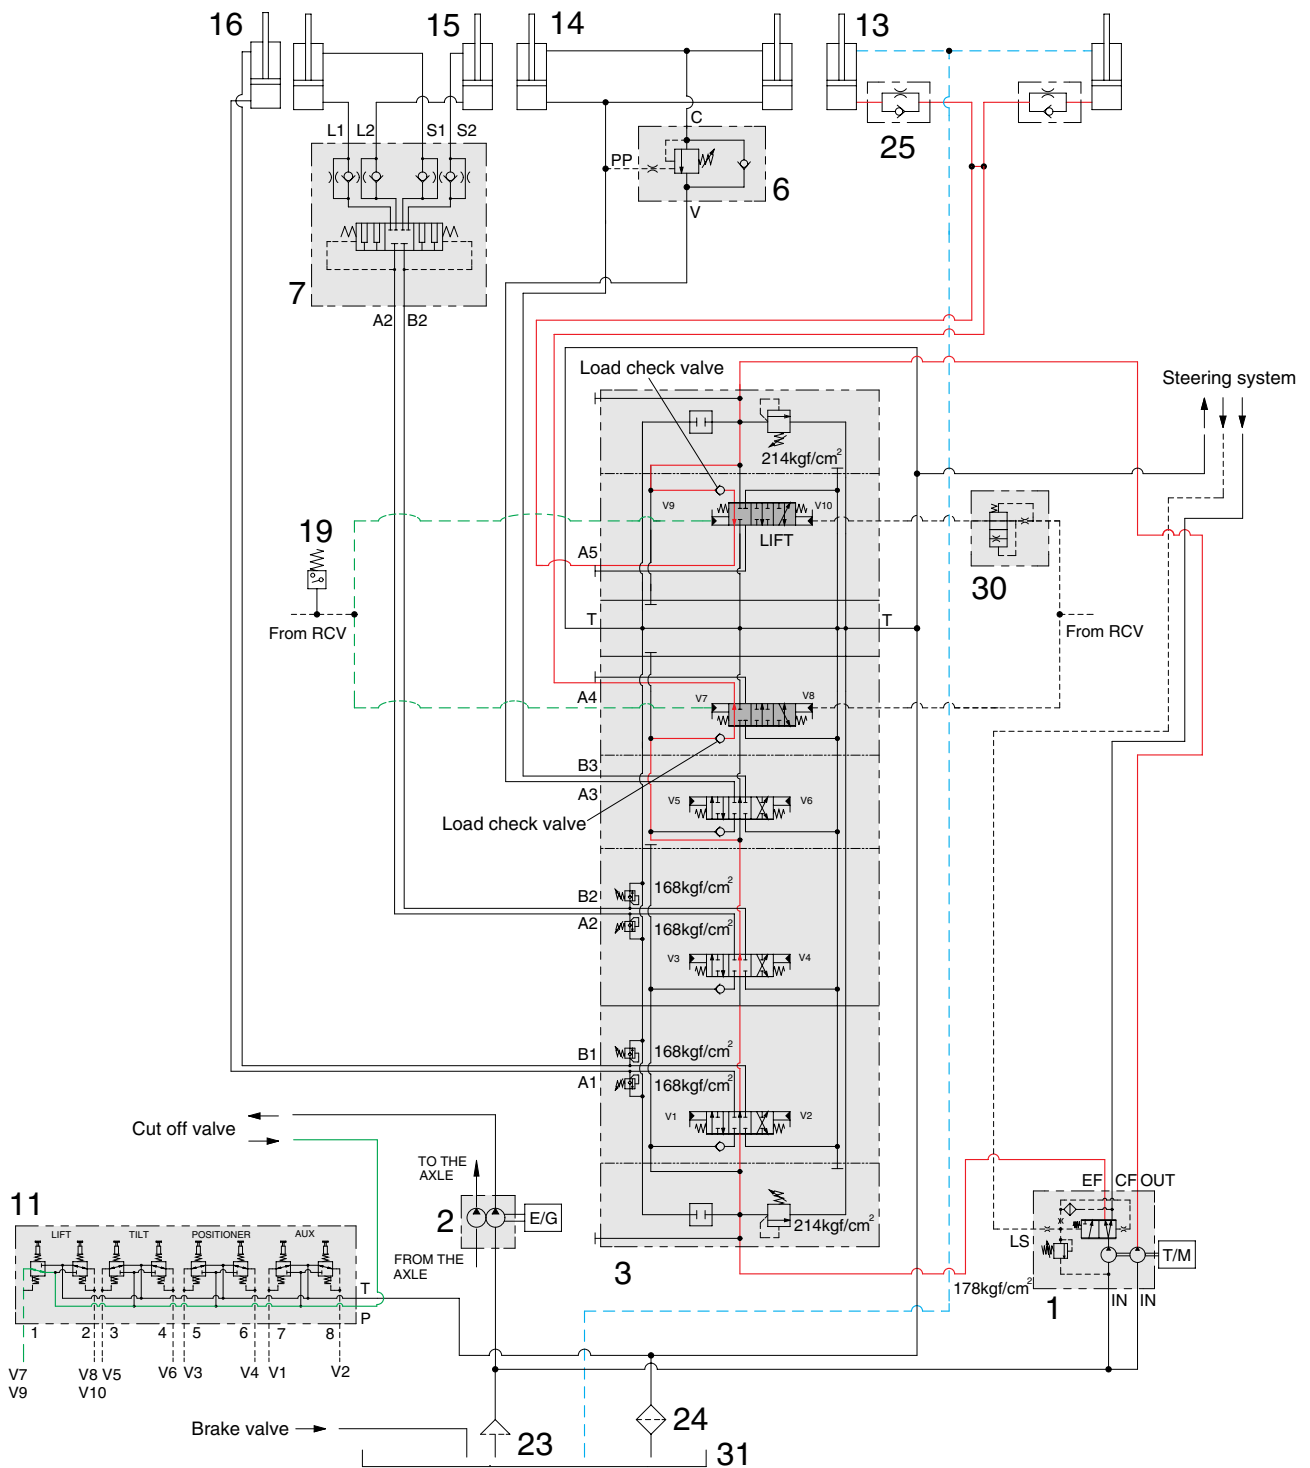 16
15
14
13
L1 L2 S1 S2
C
25
PP
6
V
7
A2 B2
Load check valve
Steering system
214kgf/cm²
V9
V10
19
LIFT
A5
30
From RCV
T
T
From RCV
A4
V7
V8
B3
A3
V5
V6
Load check valve
168kgf/cm²
B2
A2
168kgf/cm²
V3
V4
B1
168kgf/cm²
A1
168kgf/cm²
V1
V2
Cut off valve
TO THE
AXLE
EF CF OUT
11
2
E/G
LIFT TILT POSITIONER AUX
214kgf/cm²
LS
T/M
FROM THE
AXLE
3
178kgf/cm²
T
1
IN IN
P
1 2 3 4 5 6 7 8
V7 V8 V5 V6 V3 V4 V1 V2
V9 V10
Brake valve
23
24
31